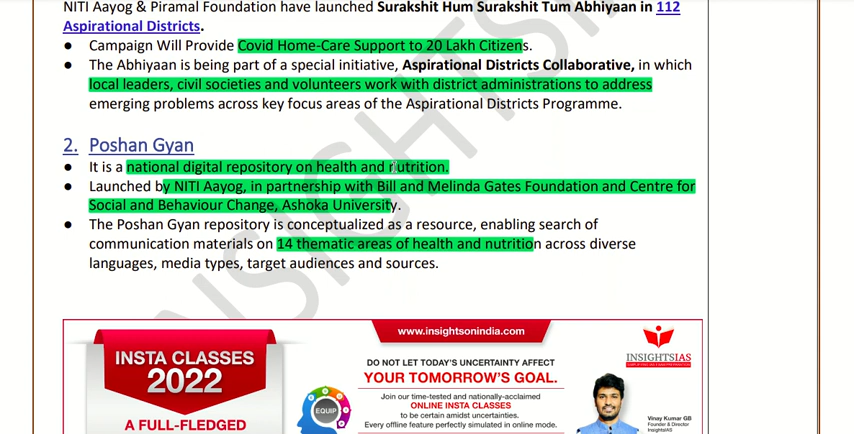 NITI Aayog & Piramal Foundation have launched Surakshit Hum Surakshit Tum Abhiyaan in 112
Aspirational Districts.
● Campaign Will Provide Covid Home-Care Support to 20 Lakh Citizens.
● The Abhiyaan is being part of a special initiative, Aspirational Districts Collaborative, in which
local leaders, civil societies and volunteers work with district administrations to address
emerging problems across key focus areas of the Aspirational Districts Programme.
2. Poshan Gyan
● It is a national digital repository on health and nutrition.
● Launched by NITI Aayog, in partnership with Bill and Melinda Gates Foundation and Centre for
Social and Behaviour Change, Ashoka University.
● The Poshan Gyan repository is conceptualized as a resource, enabling search of
communication materials on 14 thematic areas of health and nutrition across diverse
languages, media types, target audiences and sources.
INSIGHTSI
www.insightsonindia.com
INSTA CLASSES
2022
A FULL-FLEDGED
EQUIP
DO NOT LET TODAY'S UNCERTAINTY AFFECT
YOUR TOMORROW'S GOAL.
Join our time-tested and nationally-acclaimed
ONLINE INSTA CLASSES
to be certain amidst uncertainties.
Every offline feature perfectly simulated in online mode.
INSIGHTSIAS
Vinay Kumar GB
Founder & Director
InsightsIAS